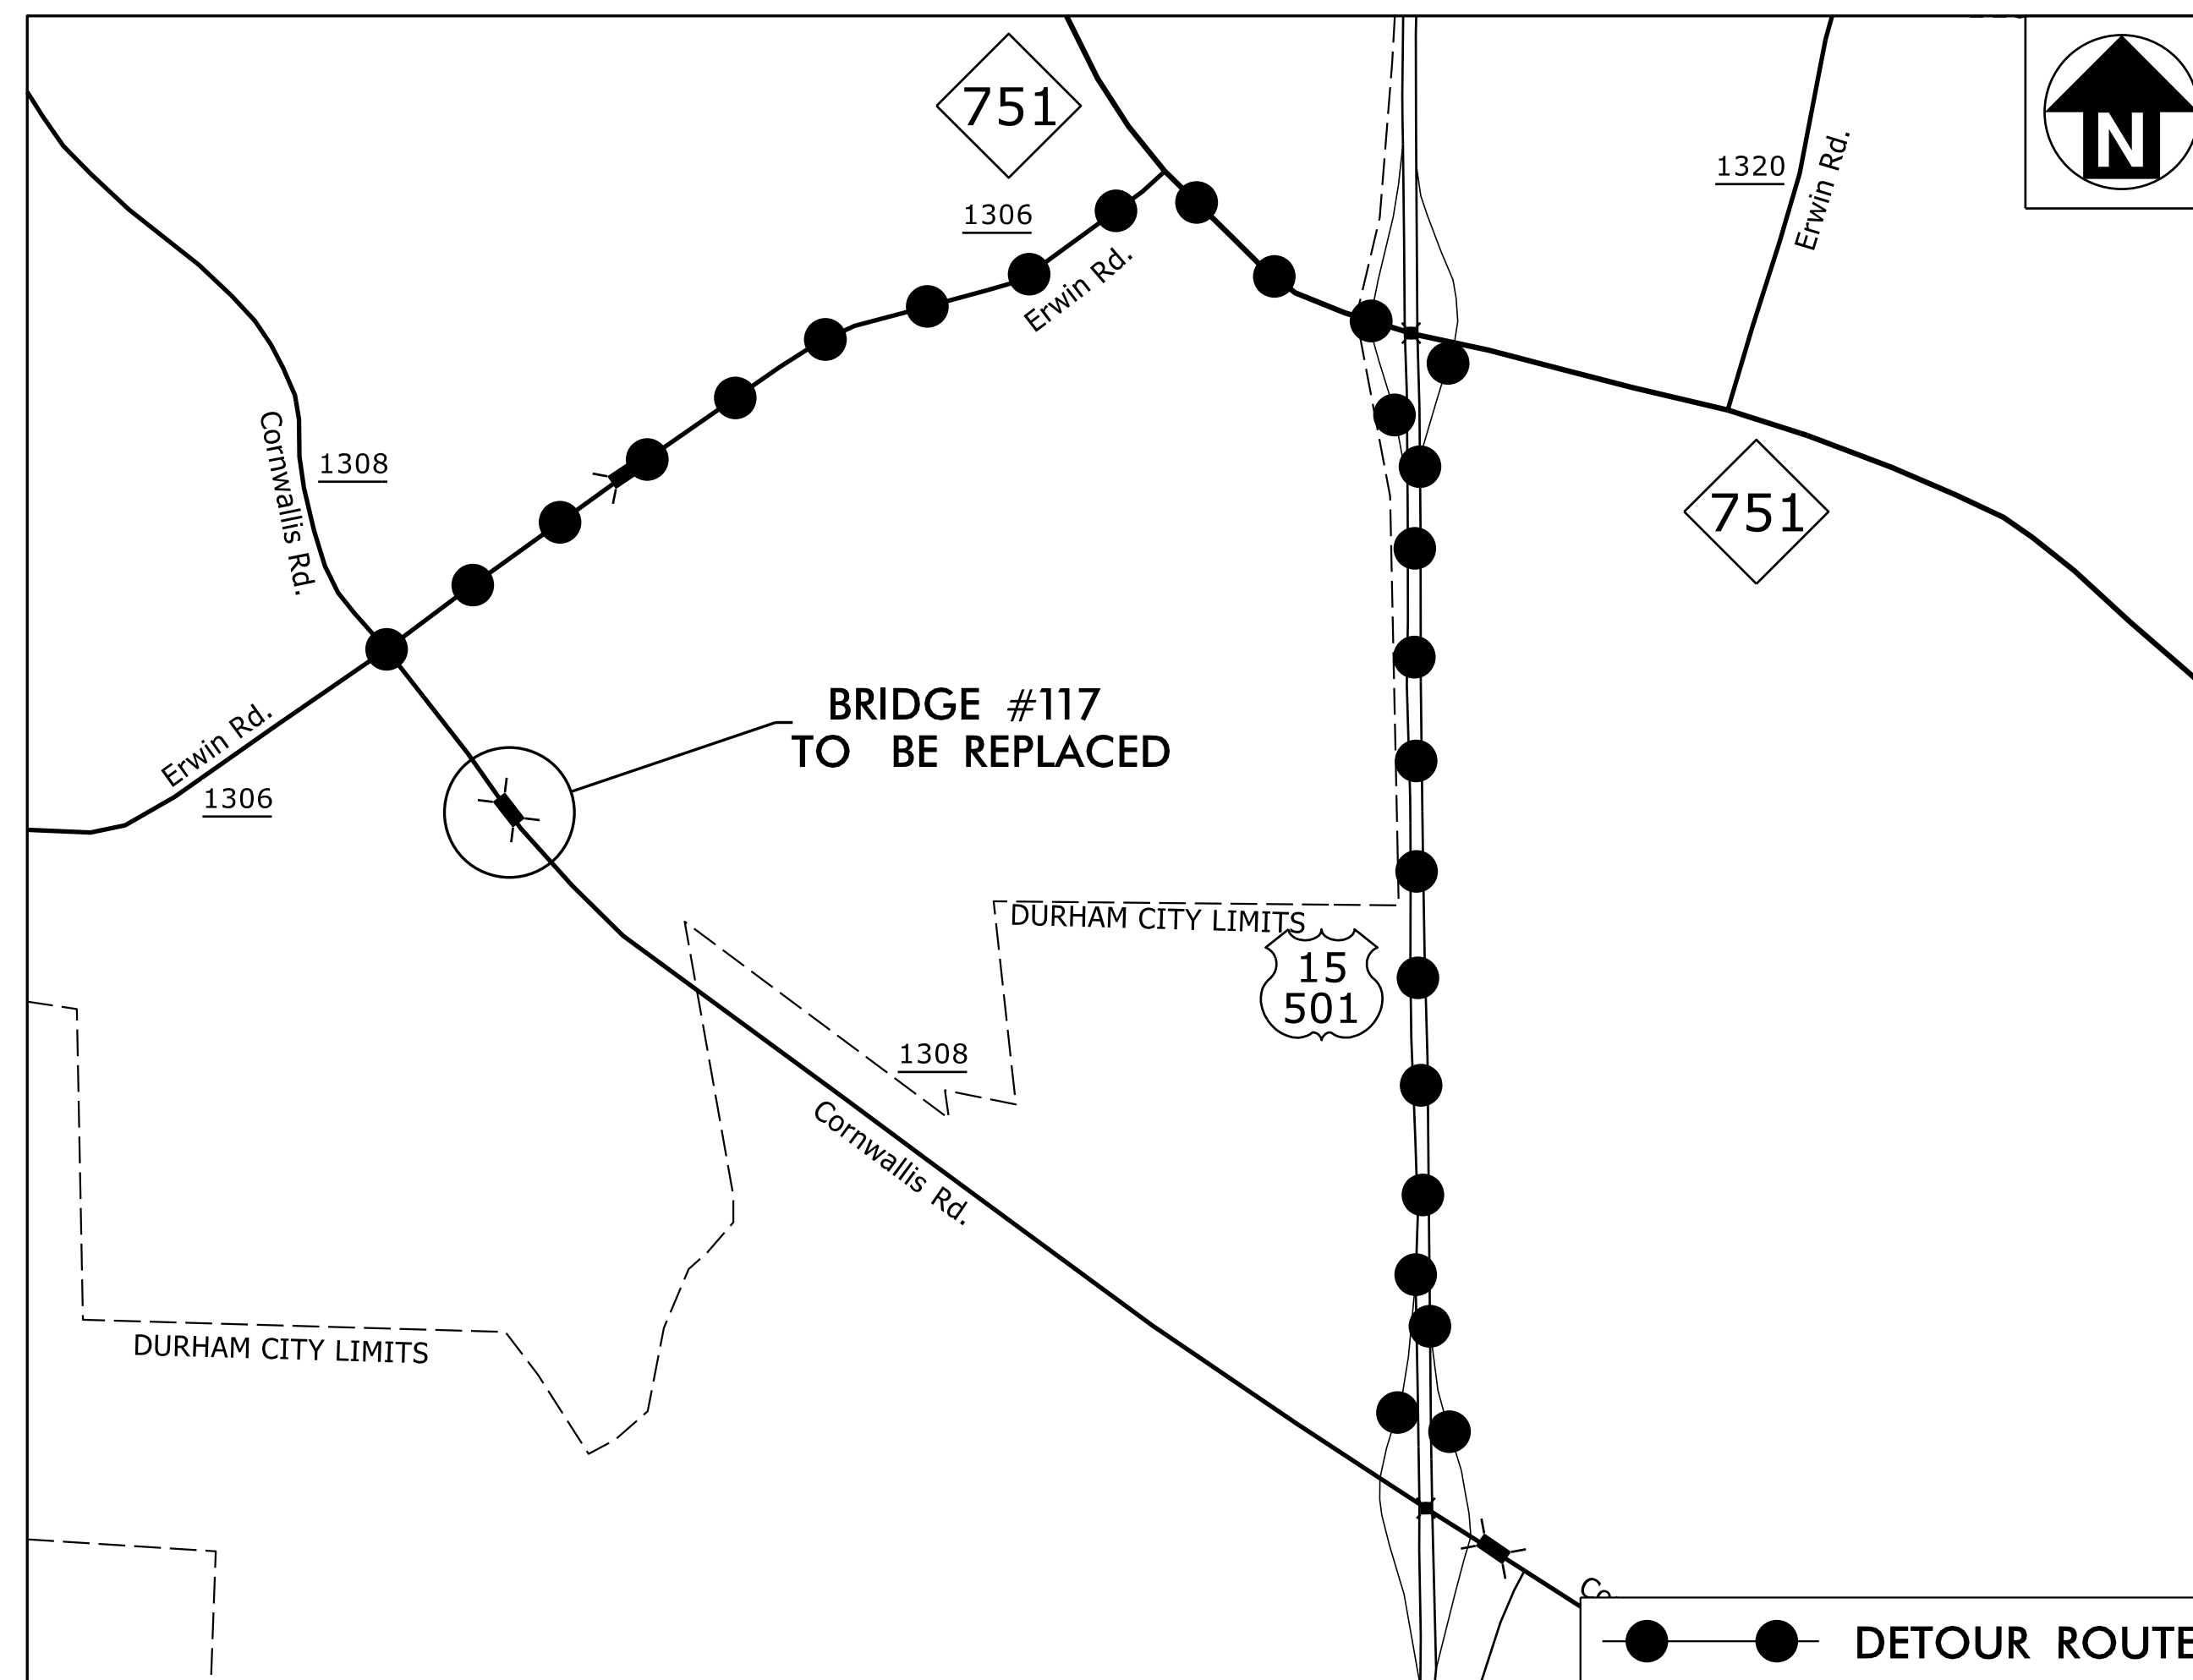 751
N
1320
Erwin Rd.
1306
Erwin Rd.
Cornwallis Rd.
1308
751
BRIDGE #117
TO BE REPLACED
Erwin Rd.
1306
DURHAM CITY LIMITS
15
501
1308
Cornwallis Rd.
DURHAM CITY LIMITS
DETOUR ROUTE